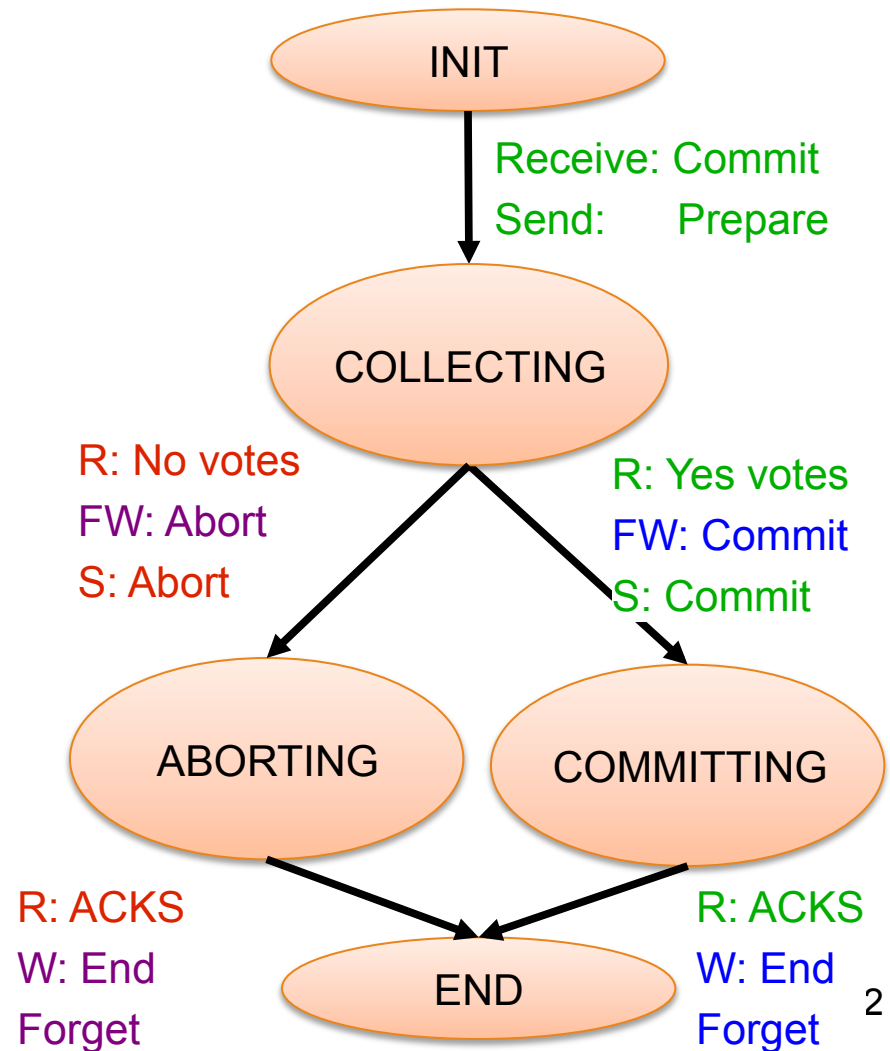 INIT
Receive: Commit
Send: Prepare
COLLECTING
R: No votes
FW: Abort
S: Abort
R: Yes votes
FW: Commit
S: Commit
ABORTING
COMMITTING
R: ACKS
W: End
Forget
R: ACKS
W: End
Forget
END
2